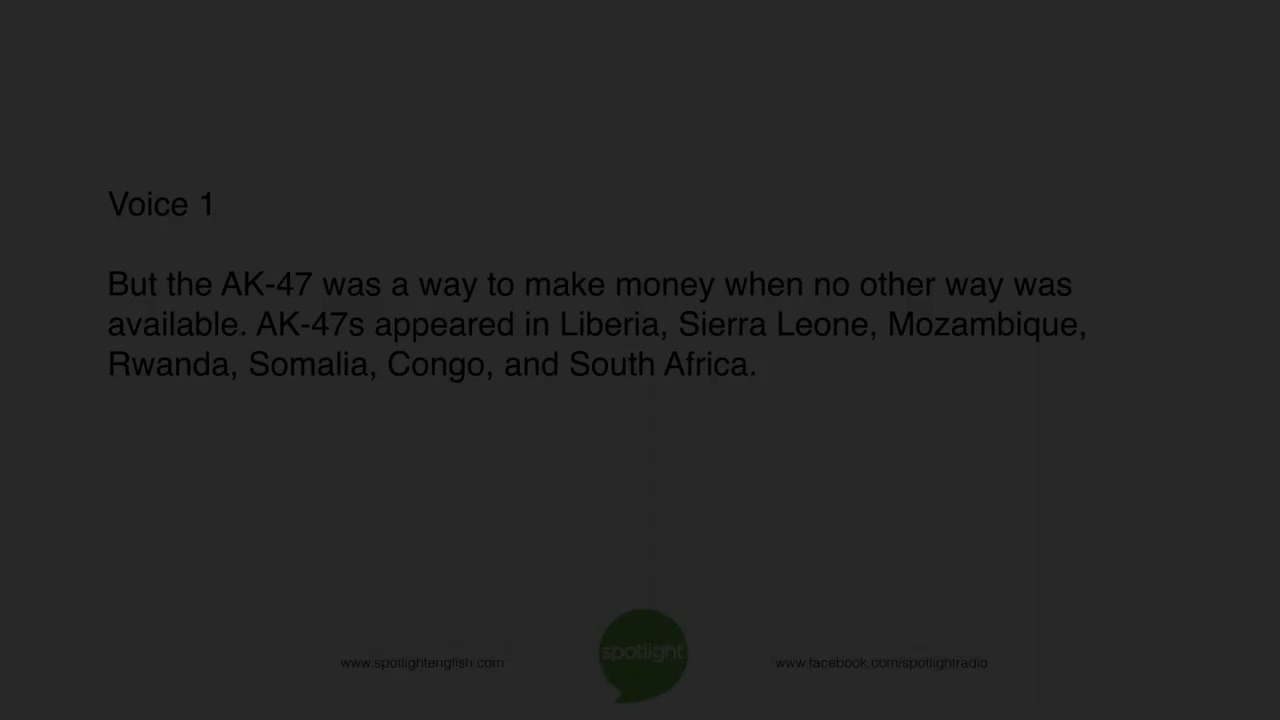 Voice 1
But the AK-47 was a way to make money when no other way was
available. AK-47s appeared in Liberia, Sierra Leone, Mozambique,
Rwanda, Somalia, Congo, and South Africa.
www.spotlightenglish.com
spotlight
www.facebook.com/spotlightradio